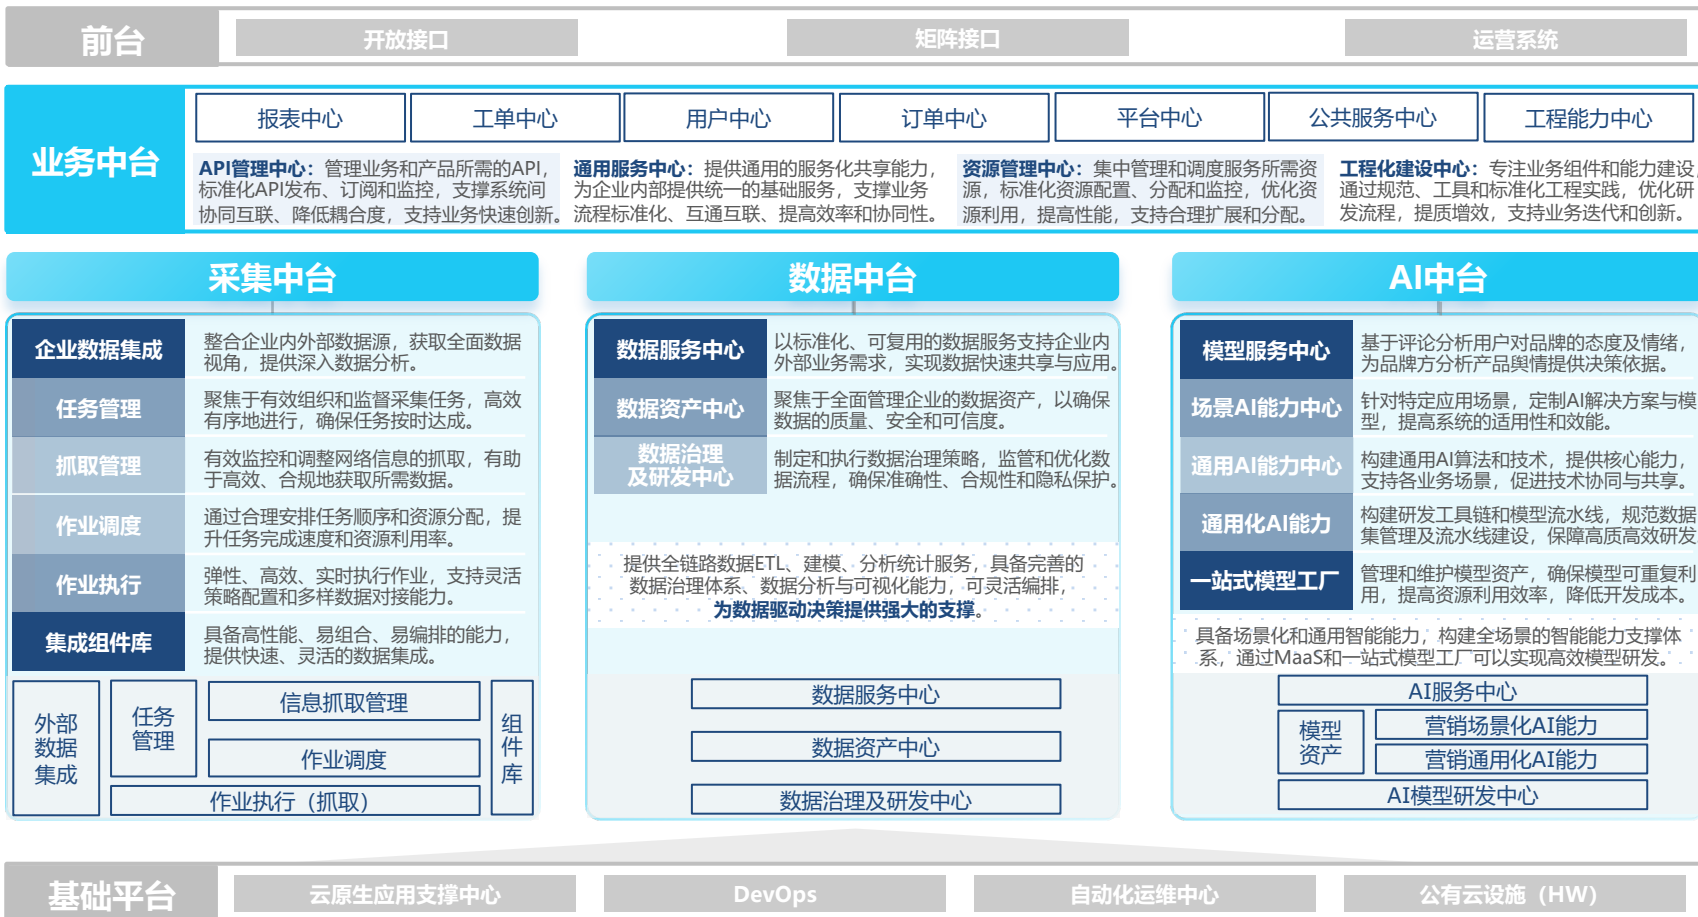 前台
开放接口
矩阵接口
运营系统
业务中台
报表中心
工单中心
用户中心
订单中心
平台中心
公共服务中心
工程能力中心
API管理中心：管理业务和产品所需的API，
标准化API发布、订阅和监控，支撑系统间
协同互联、降低耦合度，支持业务快速创新。
通用服务中心：提供通用的服务化共享能力，
为企业内部提供统一的基础服务，支撑业务
流程标准化、互通互联、提高效率和协同性。
资源管理中心：集中管理和调度服务所需资
源，标准化资源配置、分配和监控，优化资
源利用，提高性能，支持合理扩展和分配。
工程化建设中心：专注业务组件和能力建设，
通过规范、工具和标准化工程实践，优化研
发流程，提质增效，支持业务迭代和创新。
采集中台
企业数据集成
整合企业内外部数据源，获取全面数据
视角，提供深入数据分析。
任务管理
聚焦于有效组织和监督采集任务，高效
有序地进行，确保任务按时达成。
抓取管理
有效监控和调整网络信息的抓取，有助
于高效、合规地获取所需数据。
作业调度
通过合理安排任务顺序和资源分配，提
升任务完成速度和资源利用率。
作业执行
弹性、高效、实时执行作业，支持灵活
策略配置和多样数据对接能力。
集成组件库
具备高性能、易组合、易编排的能力，
提供快速、灵活的数据集成。
外部
数据
集成
任务
管理
信息抓取管理
作业调度
作业执行（抓取）
组
件
库
数据中台
数据服务中心
以标准化、可复用的数据服务支持企业内
外部业务需求，实现数据快速共享与应用。
数据资产中心
聚焦于全面管理企业的数据资产，以确保
数据的质量、安全和可信度。
数据治理
及研发中心
制定和执行数据治理策略，监管和优化数
据流程，确保准确性、合规性和隐私保护。
提供全链路数据ETL、建模、分析统计服务，具备完善的
数据治理体系、数据分析与可视化能力，可灵活编排，
为数据驱动决策提供强大的支撑。
数据服务中心
数据资产中心
数据治理及研发中心
AI中台
模型服务中心
基于评论分析用户对品牌的态度及情绪，
为品牌方分析产品舆情提供决策依据。
场景AI能力中心
针对特定应用场景，定制AI解决方案与模
型，提高系统的适用性和效能。
通用AI能力中心
构建通用AI算法和技术，提供核心能力，
支持各业务场景，促进技术协同与共享。
通用化AI能力
构建研发工具链和模型流水线，规范数据
集管理及流水线建设，保障高质高效研发
一站式模型工厂
管理和维护模型资产，确保模型可重复利
用，提高资源利用效率，降低开发成本。
具备场景化和通用智能能力，构建全场景的智能能力支撑体
系，通过MaaS和一站式模型工厂可以实现高效模型研发。
AI服务中心
模型
资产
营销场景化AI能力
营销通用化AI能力
AI模型研发中心
基础平台
云原生应用支撑中心
DevOps
自动化运维中心
公有云设施（HW）